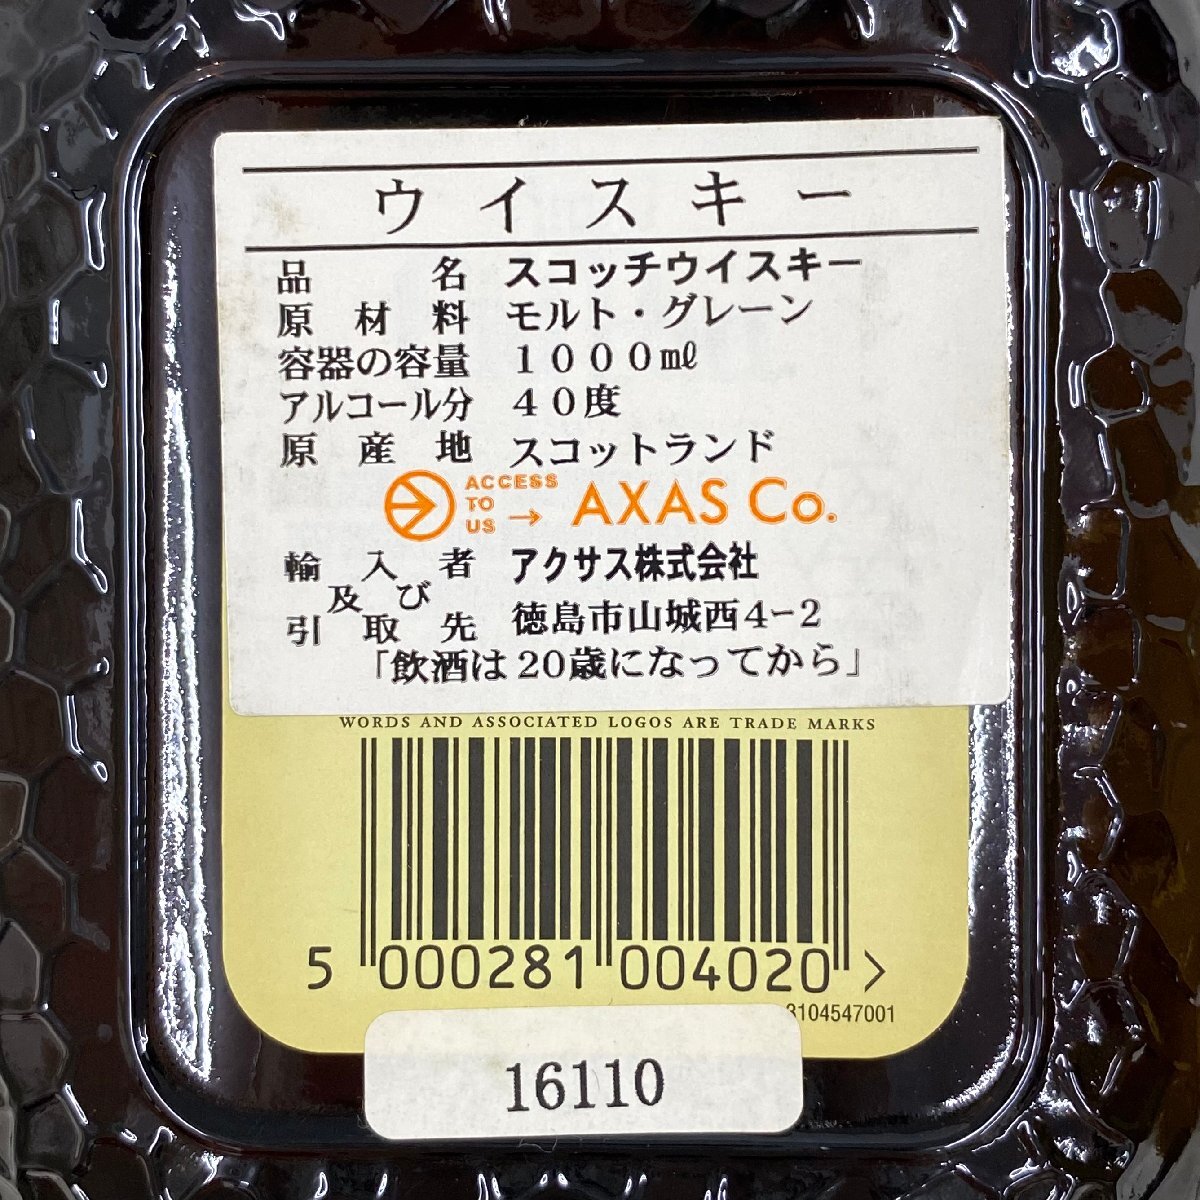 ウイスキー
品名 スコッチウイスキー
原材料 モルト・グレーン
容器の容量 １０００㎖
アルコール分 ４０度
原産地 スコットランド
ACCESS TO US → AXAS Co.
輸入者 アクサス株式会社
及び
引取先 徳島市山城西4-2
「飲酒は20歳になってから」
WORDS AND ASSOCIATED LOGOS ARE TRADE MARKS
5 000281 004020 >
3104547001
16110